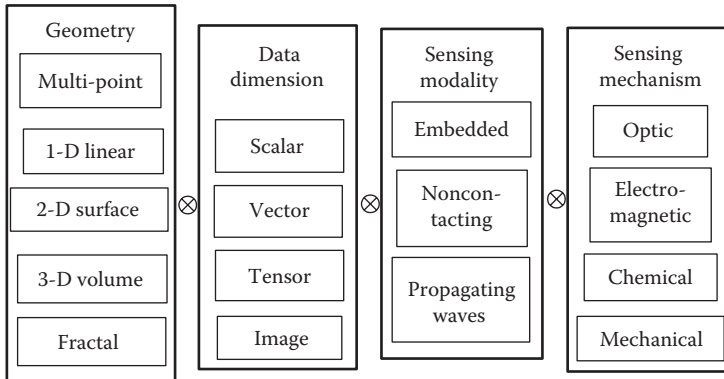 Geometry
Multi-point
1-D linear
2-D surface
3-D volume
Fractal
Data
dimension
Scalar
Vector
Tensor
Image
Sensing
modality
Embedded
Noncon-
tacting
Propagating
waves
Sensing
mechanism
Optic
Electro-
magnetic
Chemical
Mechanical